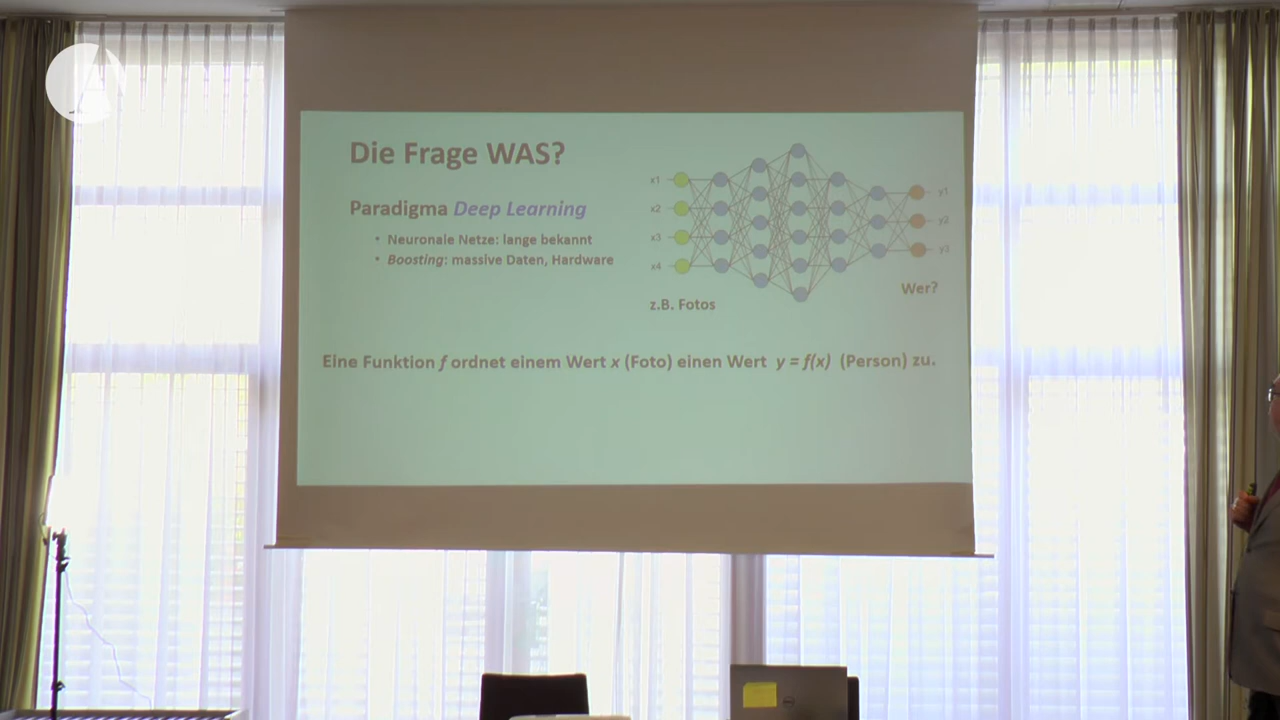 Die Frage WAS?
Paradigma Deep Learning
• Neuronale Netze: lange bekannt
• Boosting: massive Daten, Hardware
x1
x2
x3
x4
y1
y2
y3
z.B. Fotos
Wer?
Eine Funktion f ordnet einem Wert x (Foto) einen Wert y = f(x) (Person) zu.
A
DELL